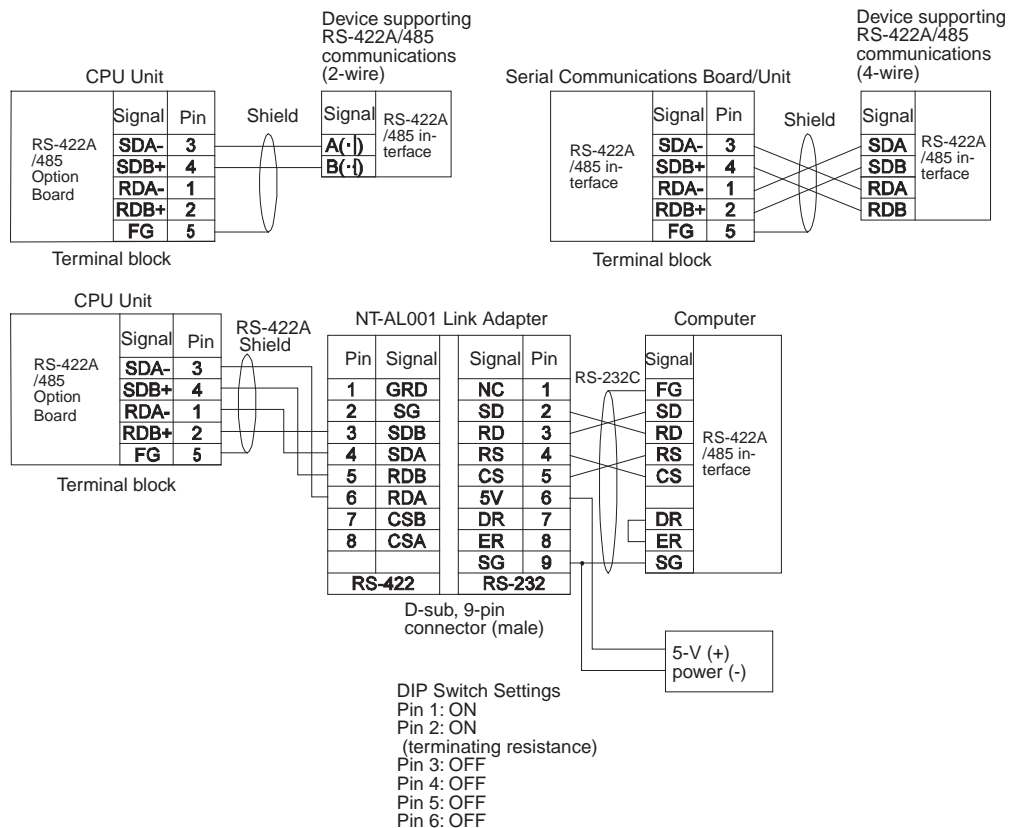 Device supporting
RS-422A/485
communications
(2-wire)
CPU Unit
Signal Pin
Shield
Signal
RS-422A
/485
Option
Board
SDA- 3
SDB+ 4
RDA- 1
RDB+ 2
FG 5
A(-)
B(+)
RS-422A
/485 in-
terface
Terminal block
Device supporting
RS-422A/485
communications
(4-wire)
Serial Communications Board/Unit
Signal Pin
Shield
Signal
RS-422A
/485 in-
terface
SDA- 3
SDB+ 4
RDA- 1
RDB+ 2
FG 5
SDA
SDB
RDA
RDB
RS-422A
/485 in-
terface
Terminal block
CPU Unit
Signal Pin
RS-422A
/485
Option
Board
SDA- 3
SDB+ 4
RDA- 1
RDB+ 2
FG 5
Terminal block
RS-422A
Shield
NT-AL001 Link Adapter
Pin Signal
1 GRD
2 SG
3 SDB
4 SDA
5 RDB
6 RDA
7 CSB
8 CSA
RS-422
Signal Pin
NC 1
SD 2
RD 3
RS 4
CS 5
5V 6
DR 7
ER 8
SG 9
RS-232
D-sub, 9-pin
connector (male)
RS-232C
Computer
Signal
FG
SD
RD
RS
CS
DR
ER
SG
RS-422A
/485 in-
terface
5-V (+)
power (-)
DIP Switch Settings
Pin 1: ON
Pin 2: ON
(terminating resistance)
Pin 3: OFF
Pin 4: OFF
Pin 5: OFF
Pin 6: OFF